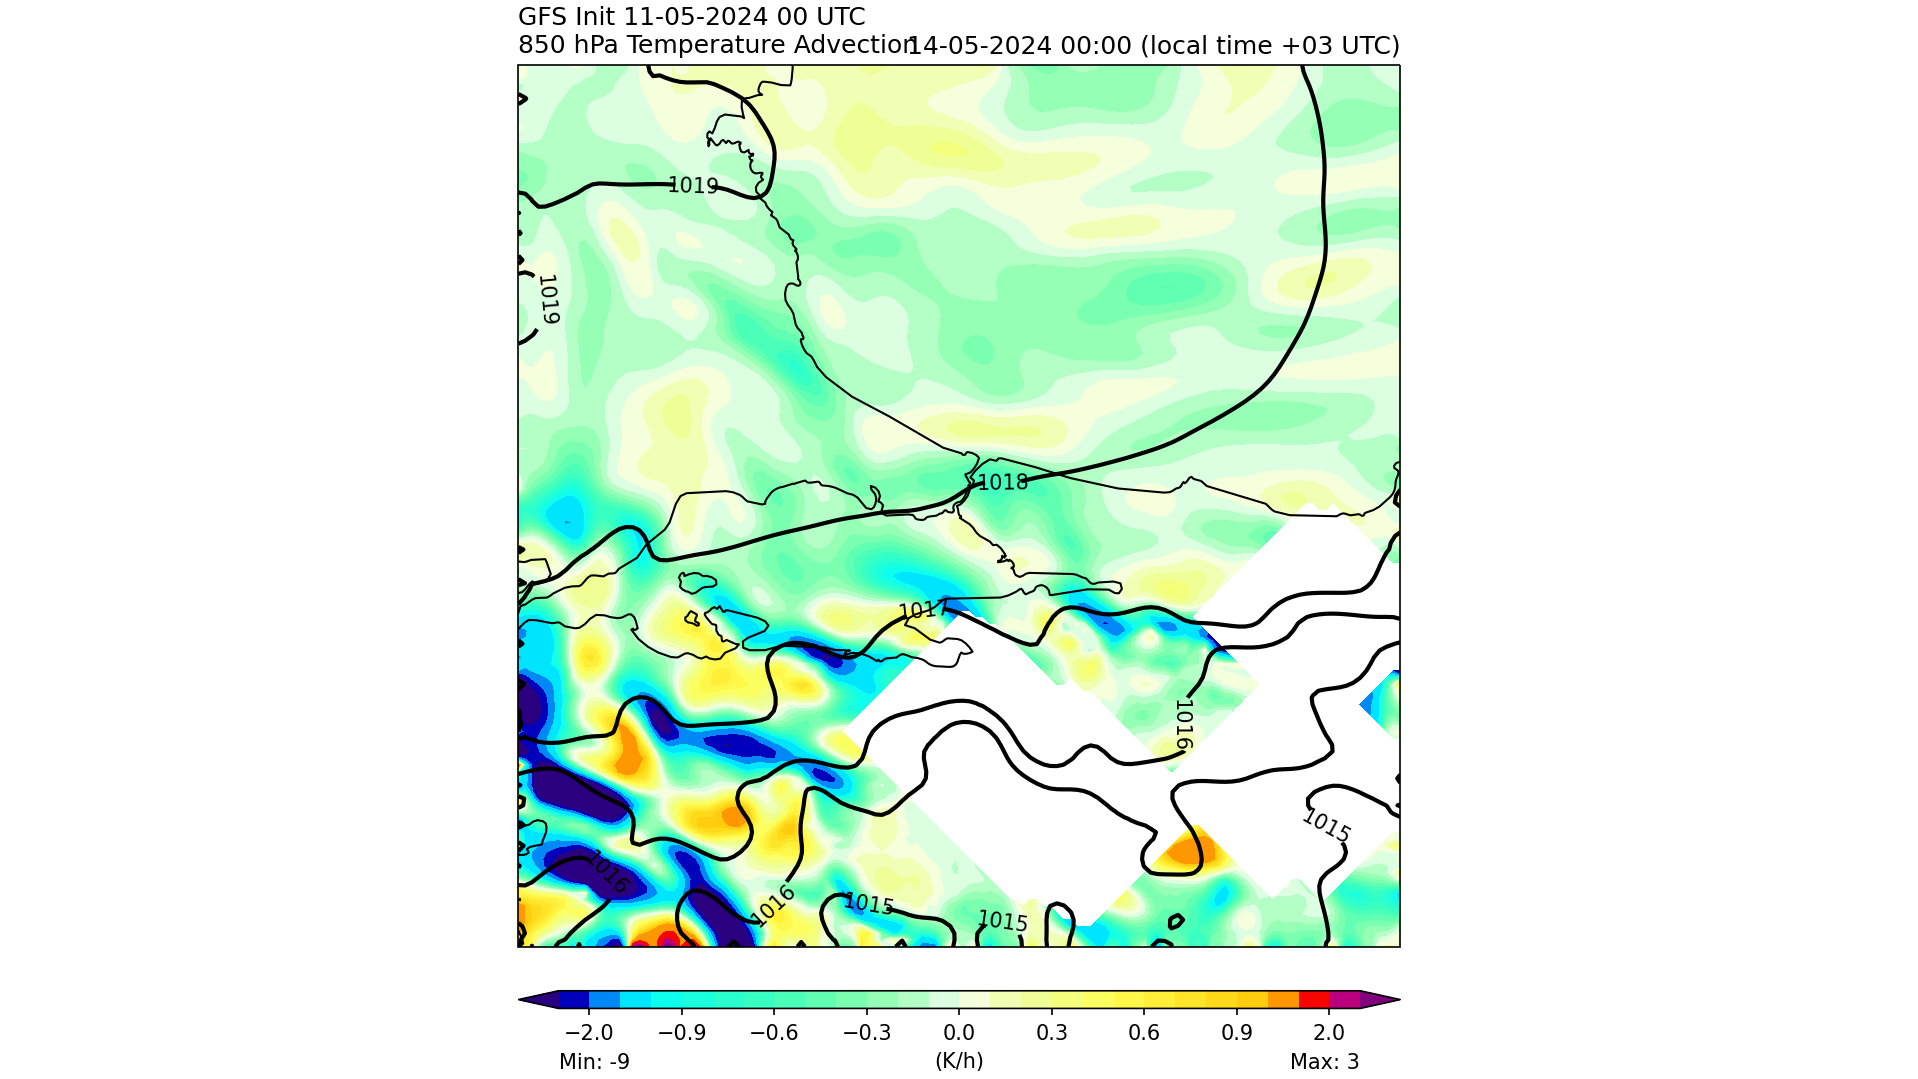 GFS Init 11-05-2024 00 UTC
850 hPa Temperature Advection
14-05-2024 00:00 (local time +03 UTC)
1019
1019
1018
1017
1016
1015
1016
1016
1015
1015
−2.0 −0.9 −0.6 −0.3 0.0 0.3 0.6 0.9 2.0
Min: -9 (K/h) Max: 3